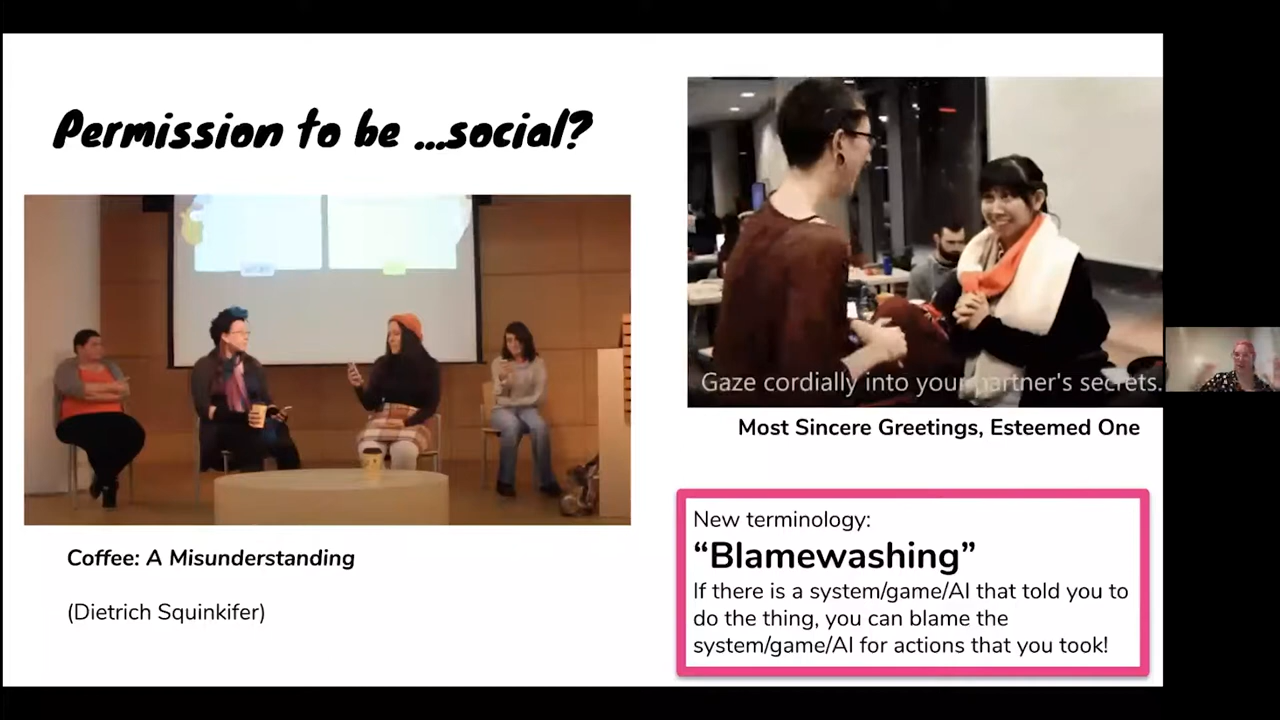 Permission to be ...social?
Gaze cordially into your partner's secrets.
Most Sincere Greetings, Esteemed One
Coffee: A Misunderstanding
(Dietrich Squinkifer)
New terminology:
“Blamewashing”
If there is a system/game/AI that told you to
do the thing, you can blame the
system/game/AI for actions that you took!